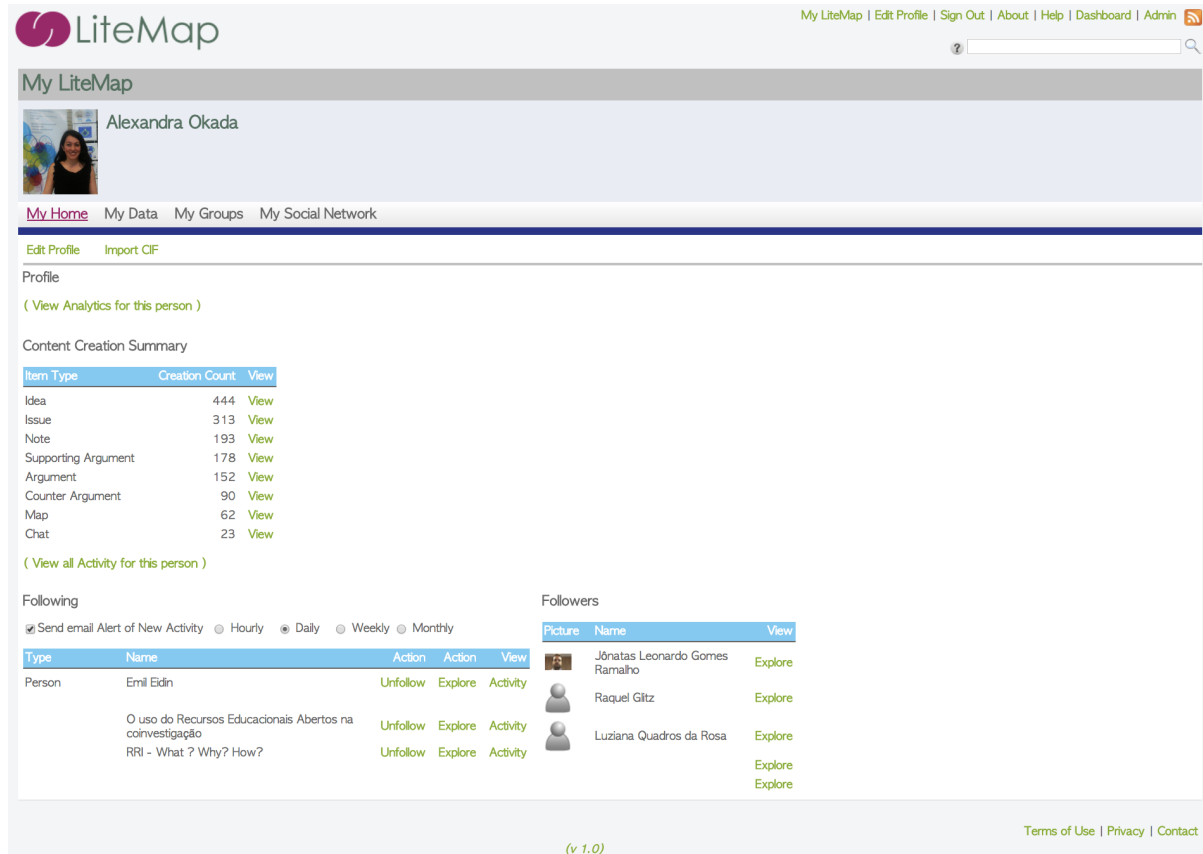 LiteMap
My LiteMap | Edit Profile | Sign Out | About | Help | Dashboard | Admin
?
My LiteMap
Alexandra Okada
My Home My Data My Groups My Social Network
Edit Profile Import CIF
Profile
( View Analytics for this person )
Content Creation Summary
Item Type Creation Count View
Idea 444 View
Issue 313 View
Note 193 View
Supporting Argument 178 View
Argument 152 View
Counter Argument 90 View
Map 62 View
Chat 23 View
( View all Activity for this person )
Following
Send email Alert of New Activity Hourly Daily Weekly Monthly
Type Name Action Action View
Person Emil Eidin Unfollow Explore Activity
O uso do Recursos Educacionais Abertos na
coinvestigação Unfollow Explore Activity
RRI - What ? Why? How? Unfollow Explore Activity
Followers
Picture Name View
Jônatas Leonardo Gomes
Ramalho Explore
Raquel Glitz Explore
Luziana Quadros da Rosa Explore
Explore
Explore
Terms of Use | Privacy | Contact
(v 1.0)